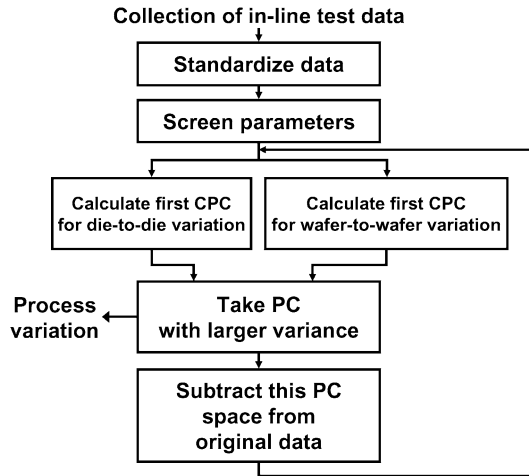 Collection of in-line test data
Standardize data
Screen parameters
Calculate first CPC
for die-to-die variation
Calculate first CPC
for wafer-to-wafer variation
Take PC
with larger variance
Process
variation
Subtract this PC
space from
original data